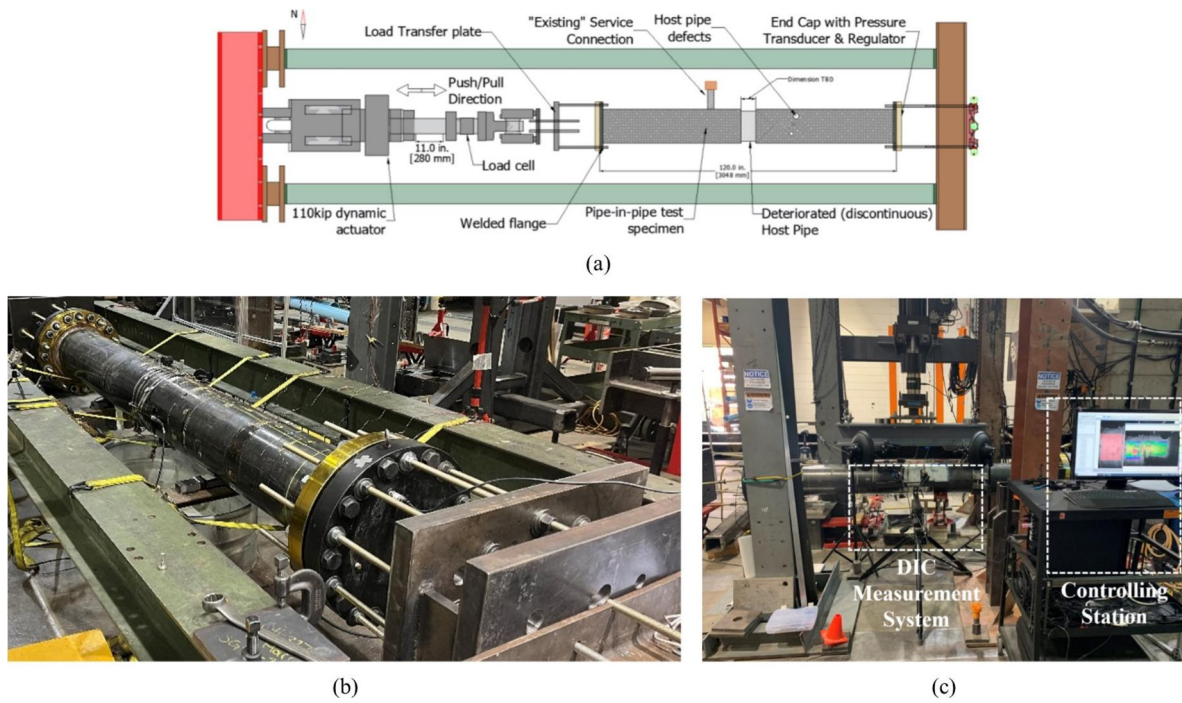 N
Load Transfer plate
"Existing" Service
Connection
Host pipe
defects
End Cap with Pressure
Transducer & Regulator
Dimension TBD
Push/Pull
Direction
11.0 in.
[280 mm]
Load cell
120.0 in.
[3048 mm]
110kip dynamic
actuator
Welded flange
Pipe-in-pipe test
specimen
Deteriorated (discontinuous)
Host Pipe
(a)
NOTICE
NOTICE
DIC
Measurement
System
Controlling
Station
(b)
(c)